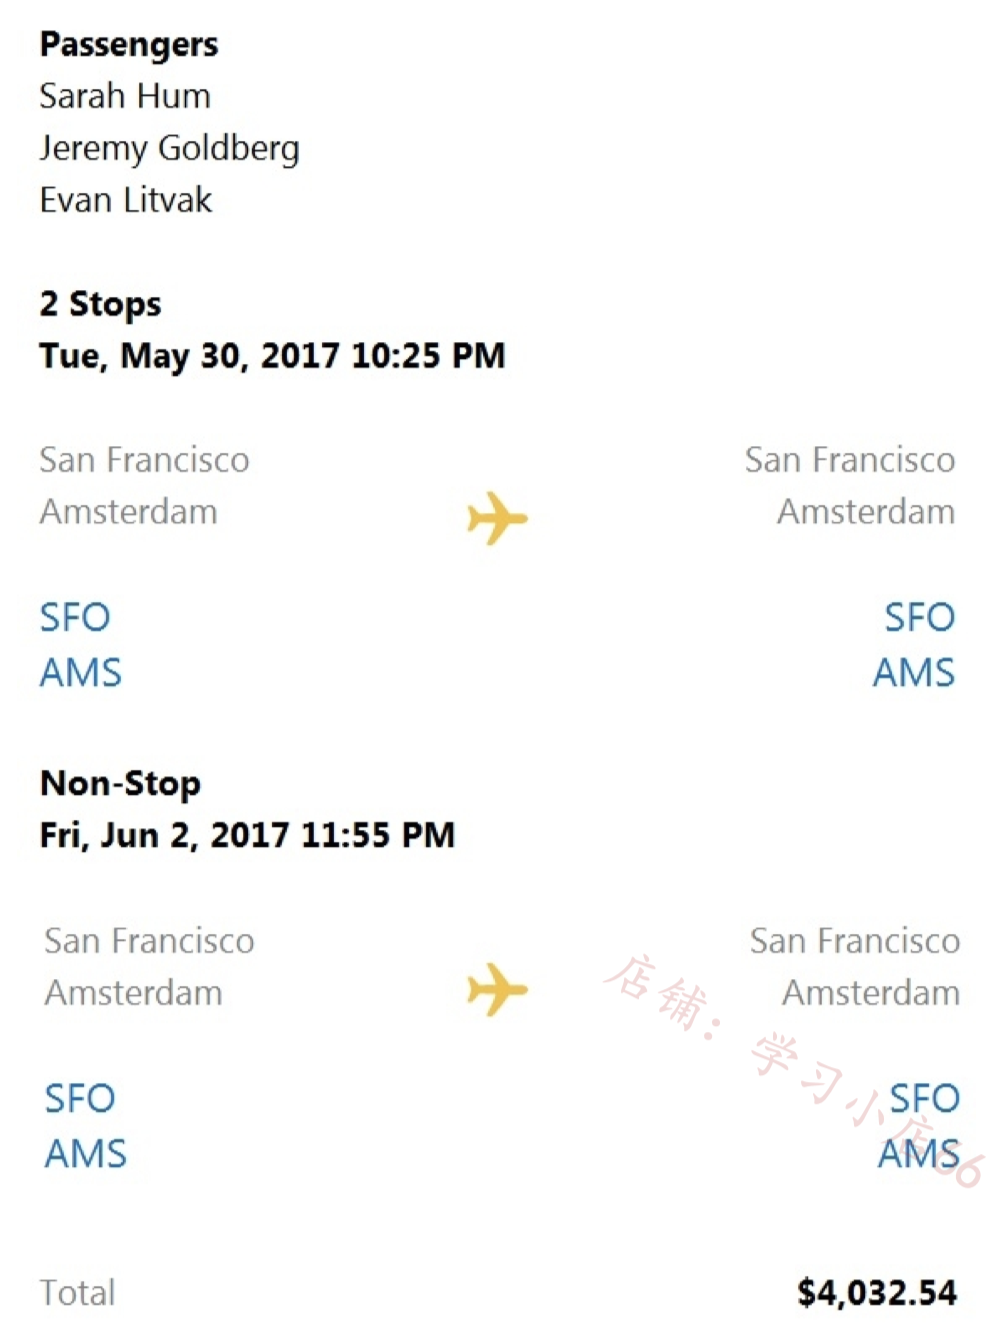 Passengers
Sarah Hum
Jeremy Goldberg
Evan Litvak
2 Stops
Tue, May 30, 2017 10:25 PM
San Francisco San Francisco
Amsterdam Amsterdam
SFO SFO
AMS AMS
Non-Stop
Fri, Jun 2, 2017 11:55 PM
San Francisco San Francisco
Amsterdam Amsterdam
SFO SFO
AMS AMS
店铺：学习小店66
Total $4,032.54